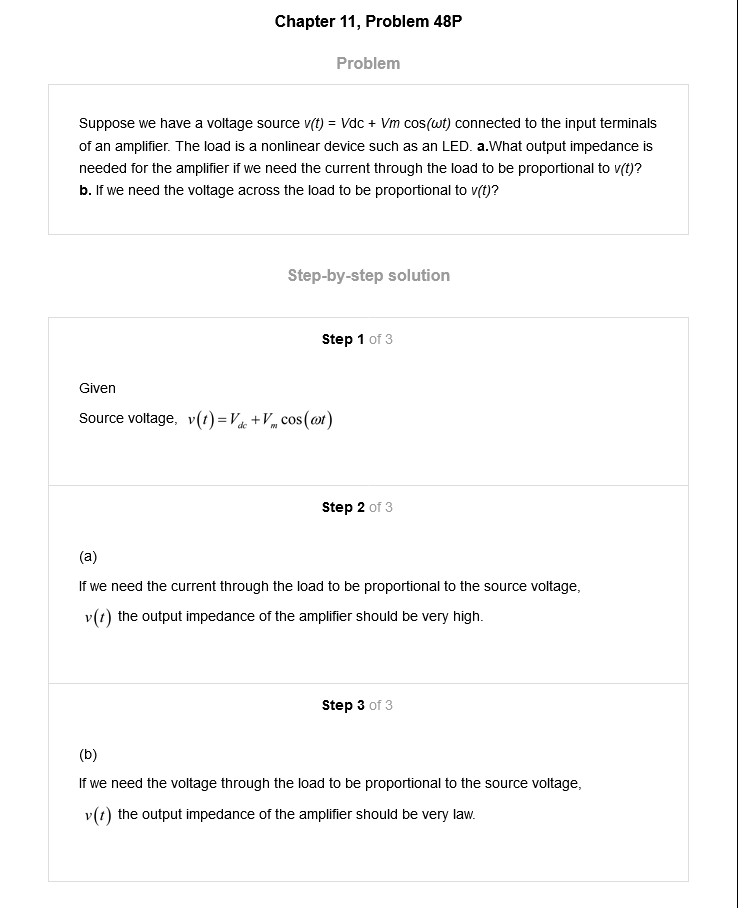 Chapter 11, Problem 48P
Problem
Suppose we have a voltage source v(t) = Vdc + Vm cos(ωt) connected to the input terminals
of an amplifier. The load is a nonlinear device such as an LED. a.What output impedance is
needed for the amplifier if we need the current through the load to be proportional to v(t)?
b. If we need the voltage across the load to be proportional to v(t)?
Step-by-step solution
Step 1 of 3
Given
Source voltage, v(t) = V_dc + V_m cos(ωt)
Step 2 of 3
(a)
If we need the current through the load to be proportional to the source voltage,
v(t) the output impedance of the amplifier should be very high.
Step 3 of 3
(b)
If we need the voltage through the load to be proportional to the source voltage,
v(t) the output impedance of the amplifier should be very law.